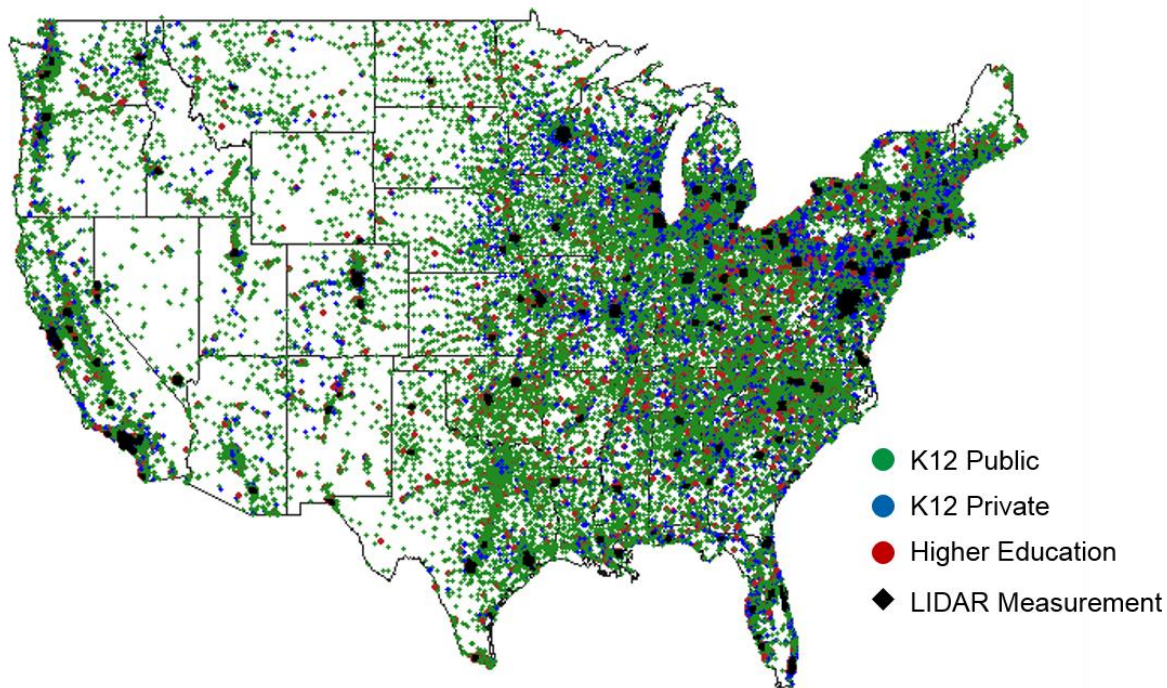 K12 Public
K12 Private
Higher Education
LIDAR Measurement